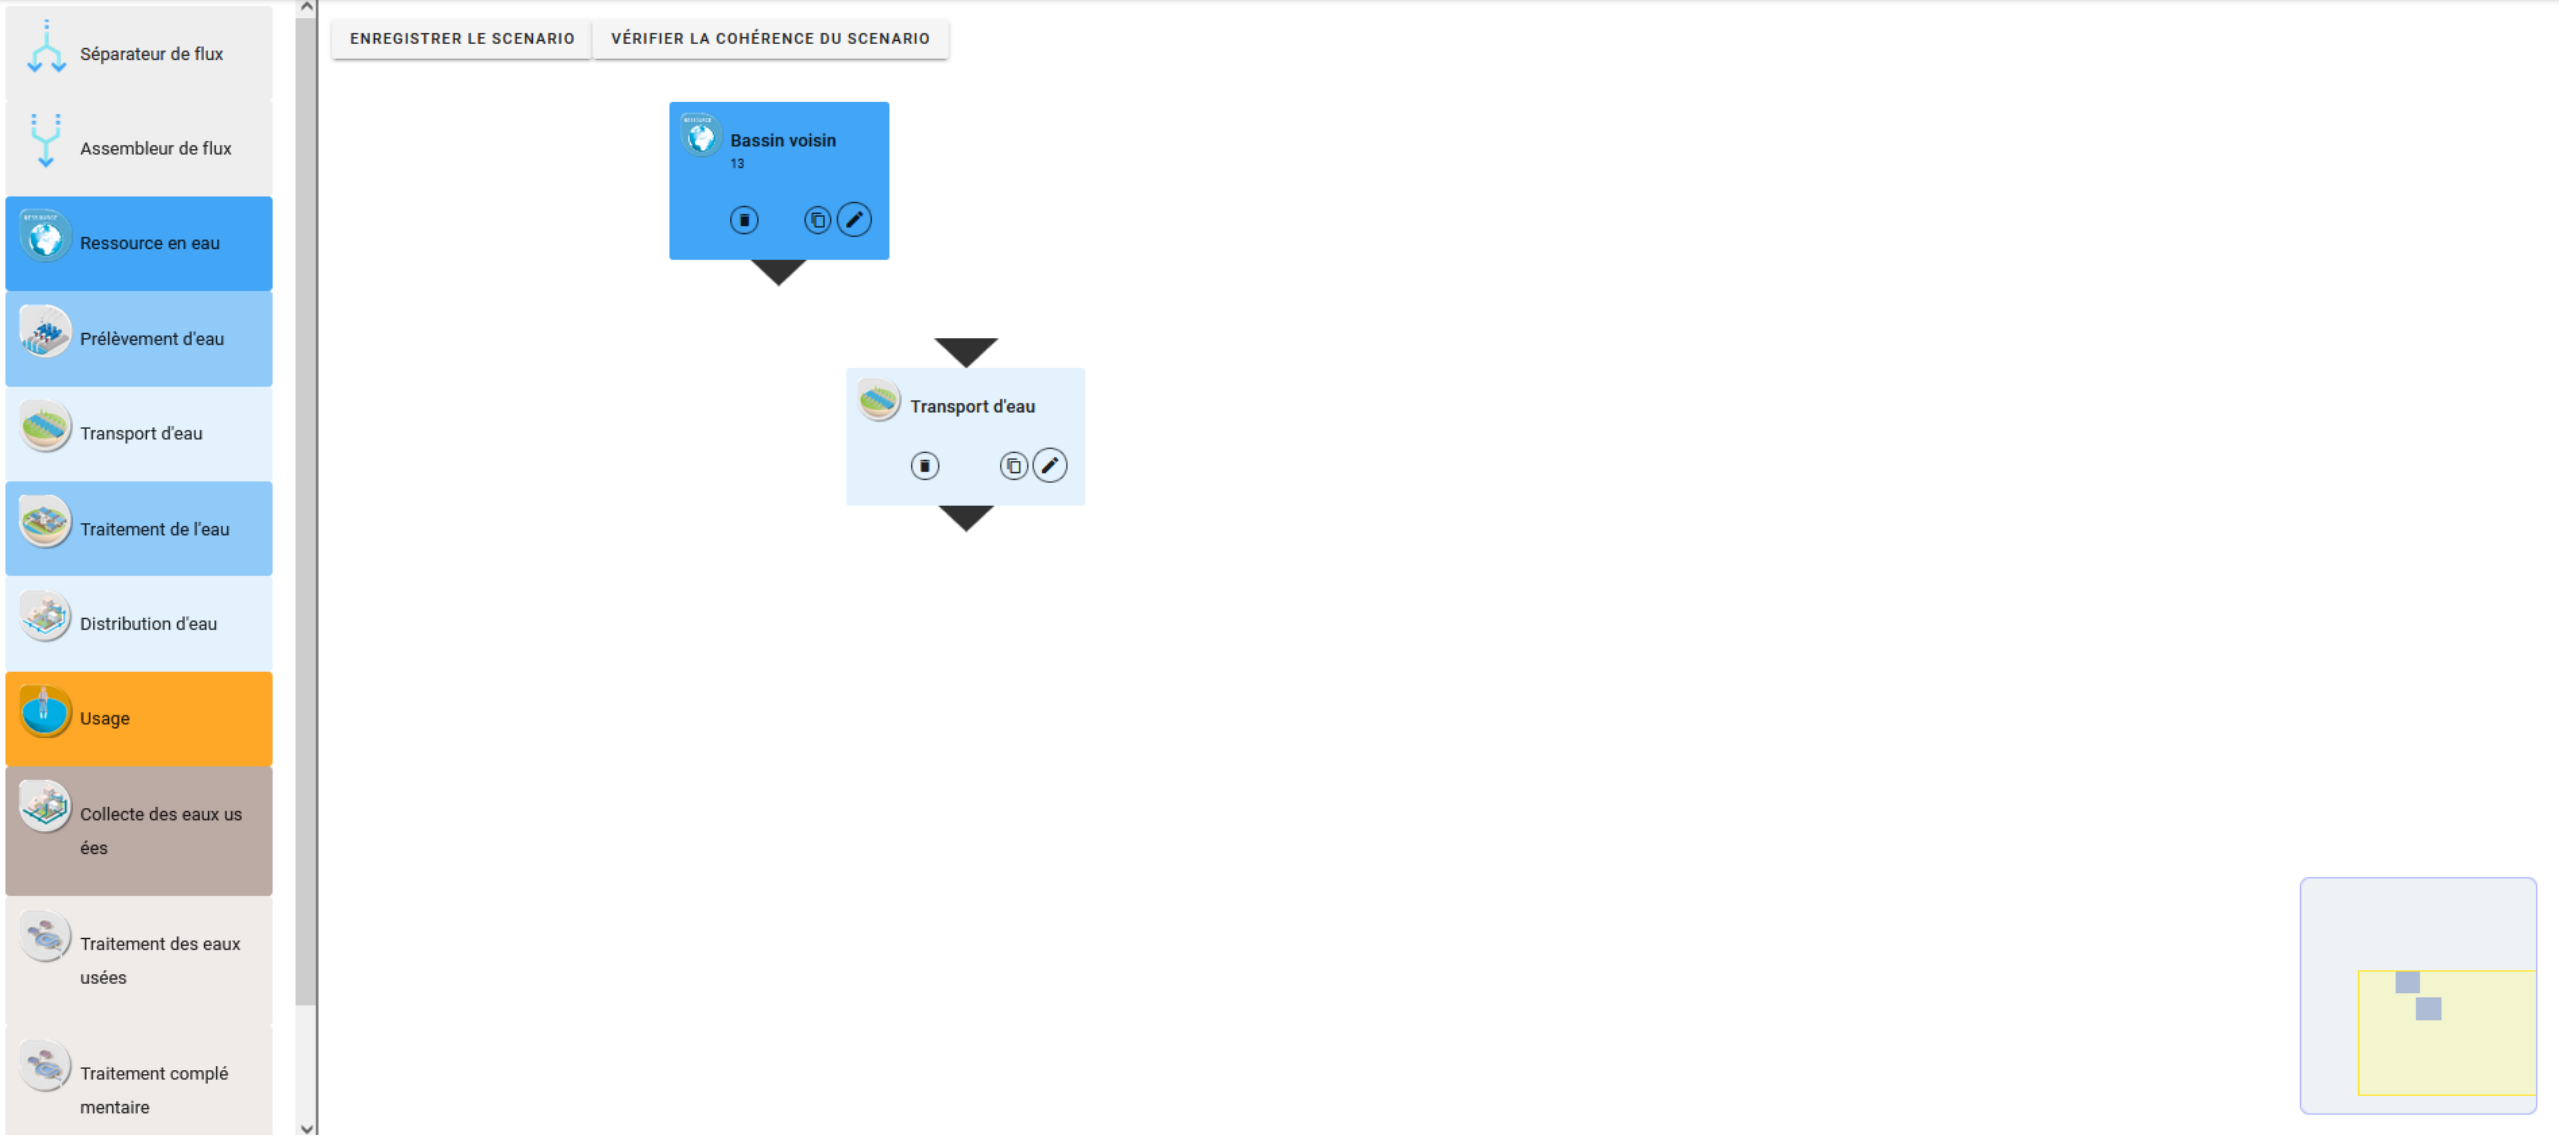 Séparateur de flux
Assembleur de flux
RESSOURCE
Ressource en eau
Prélèvement d'eau
Transport d'eau
Traitement de l'eau
Distribution d'eau
Usage
Collecte des eaux us
ées
Traitement des eaux
usées
Traitement complé
mentaire
ENREGISTRER LE SCENARIO
VÉRIFIER LA COHÉRENCE DU SCENARIO
RESSOURCE
Bassin voisin
13
Transport d'eau